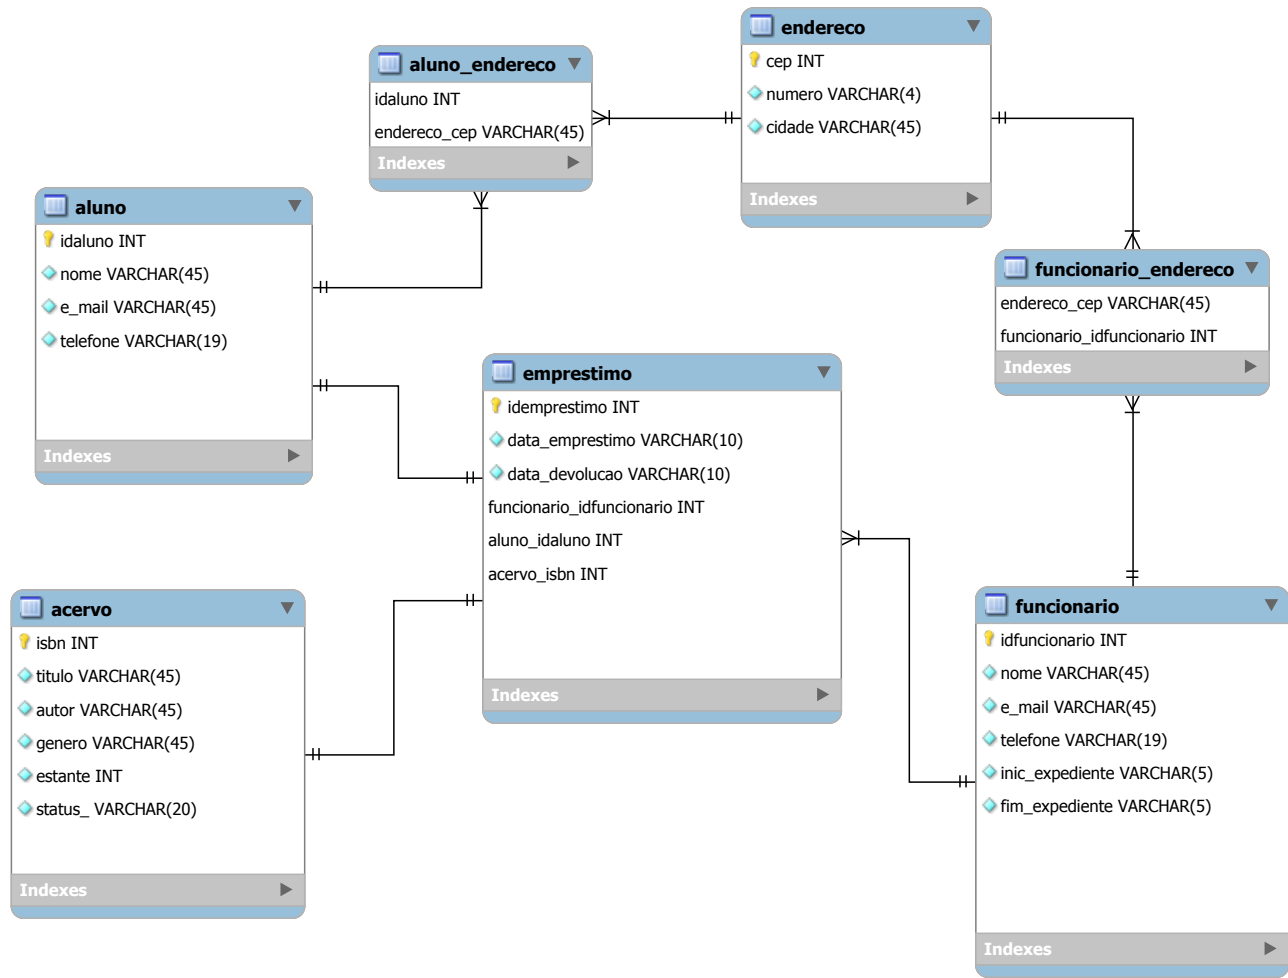 endereco
cep INT
numero VARCHAR(4)
cidade VARCHAR(45)
Indexes
aluno_endereco
idaluno INT
endereco_cep VARCHAR(45)
Indexes
aluno
idaluno INT
nome VARCHAR(45)
e_mail VARCHAR(45)
telefone VARCHAR(19)
Indexes
funcionario_endereco
endereco_cep VARCHAR(45)
funcionario_idfuncionario INT
Indexes
emprestimo
idemprestimo INT
data_emprestimo VARCHAR(10)
data_devolucao VARCHAR(10)
funcionario_idfuncionario INT
aluno_idaluno INT
acervo_isbn INT
Indexes
acervo
isbn INT
titulo VARCHAR(45)
autor VARCHAR(45)
genero VARCHAR(45)
estante INT
status_ VARCHAR(20)
Indexes
funcionario
idfuncionario INT
nome VARCHAR(45)
e_mail VARCHAR(45)
telefone VARCHAR(19)
inic_expediente VARCHAR(5)
fim_expediente VARCHAR(5)
Indexes